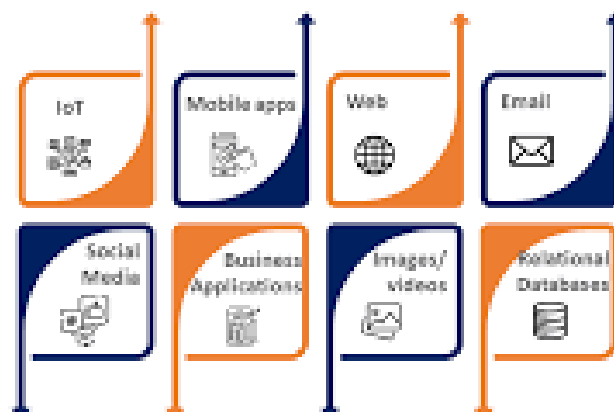 IoT
Mobile apps
Web
Email
Social
Media
Business
Applications
Images/
videos
Relational
Databases